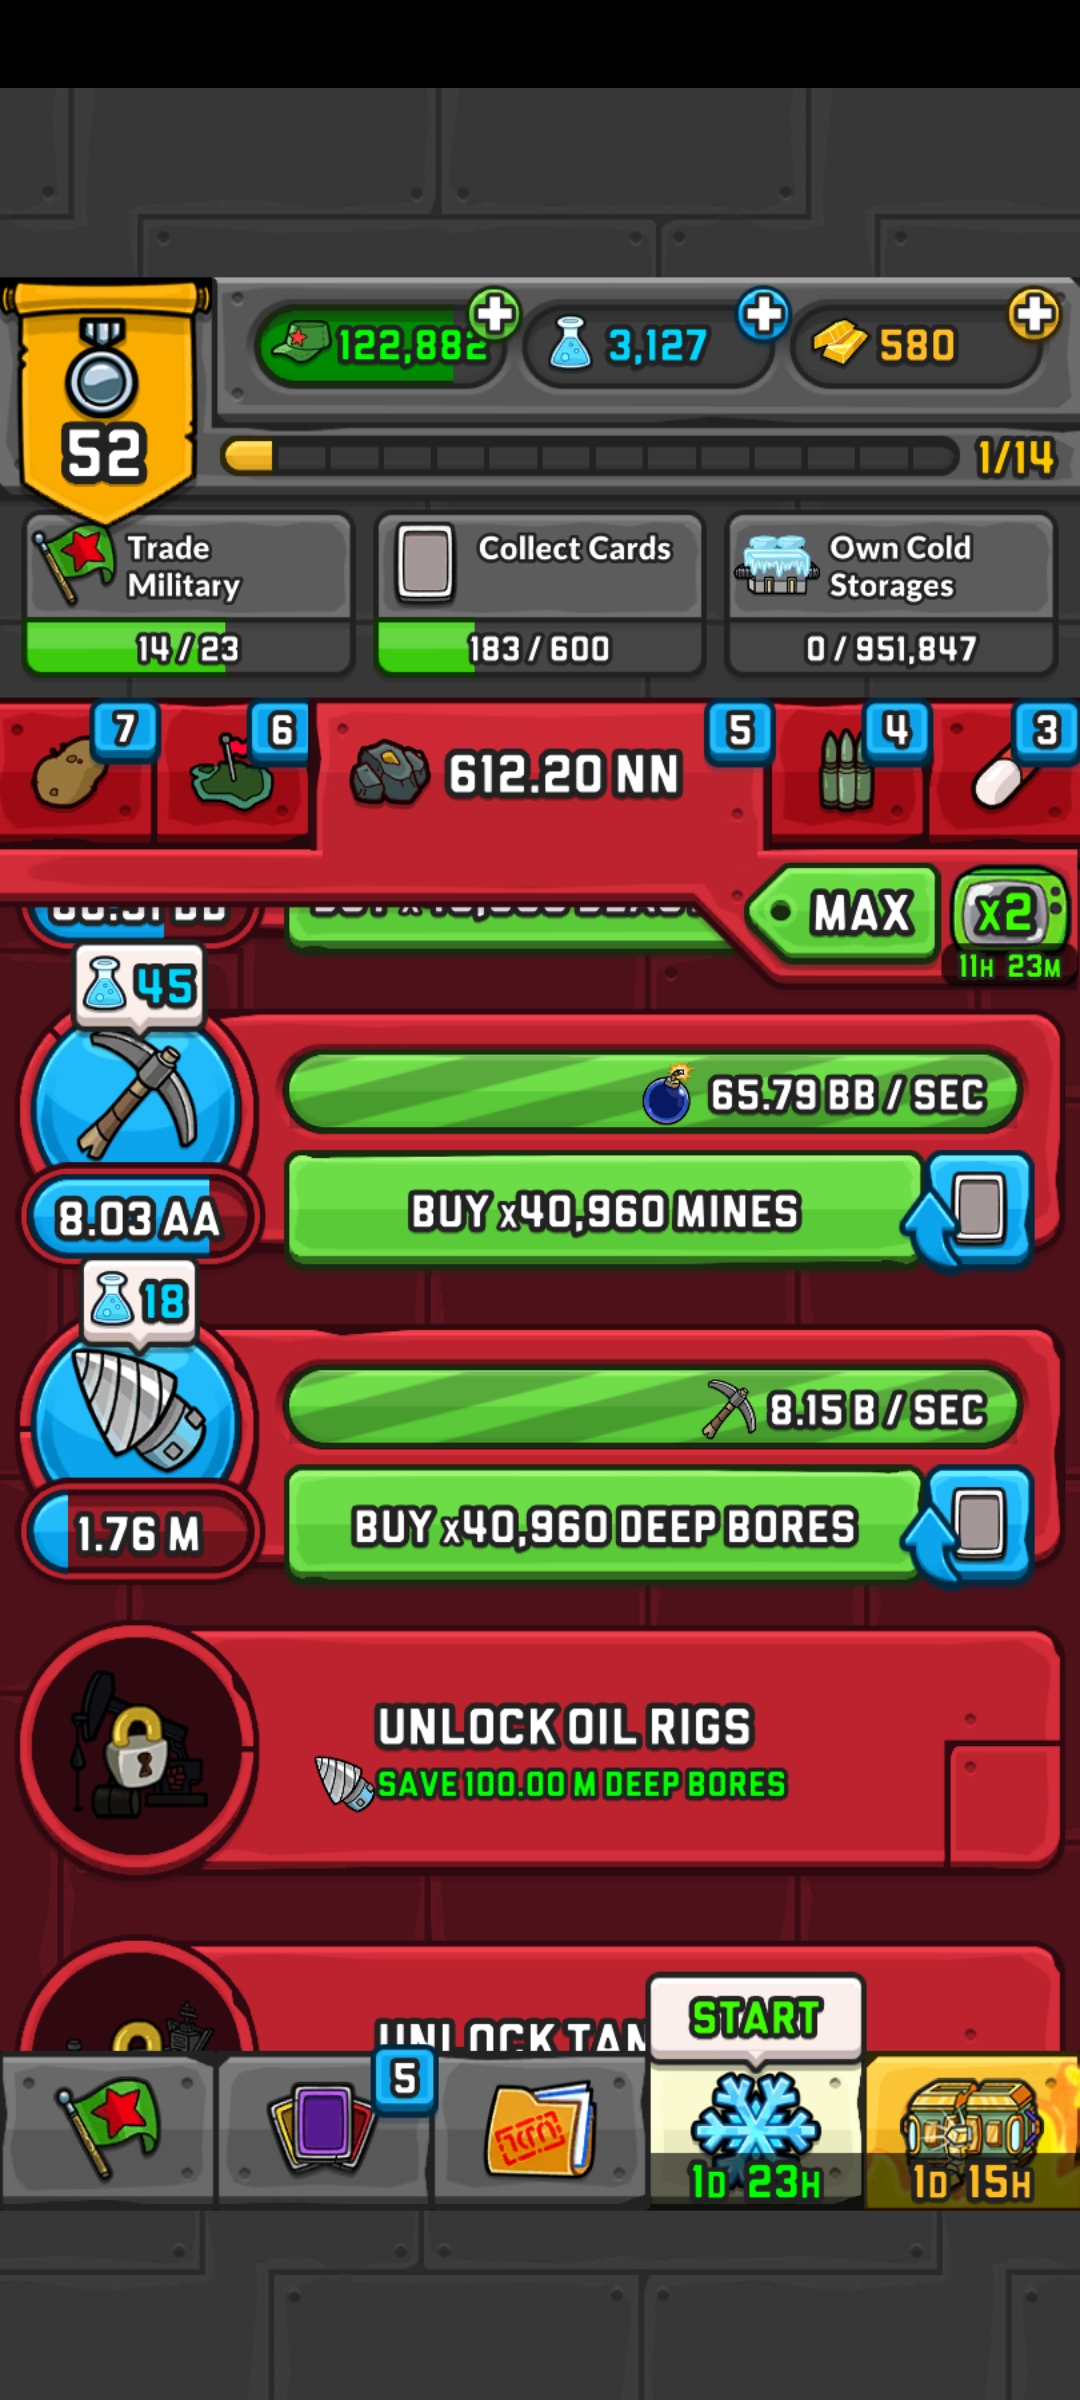 122,882
3,127
580
52
1/14
Trade
Military
14 / 23
Collect Cards
183 / 600
Own Cold
Storages
0 / 951,847
7
6
612.20 NN
5
4
3
MAX
x2
11H 23M
45
65.79 BB / SEC
8.03 AA
BUY x40,960 MINES
18
8.15 B / SEC
1.76 M
BUY x40,960 DEEP BORES
UNLOCK OIL RIGS
SAVE 100.00 M DEEP BORES
UNLOCK
START
5
1D 23H
1D 15H